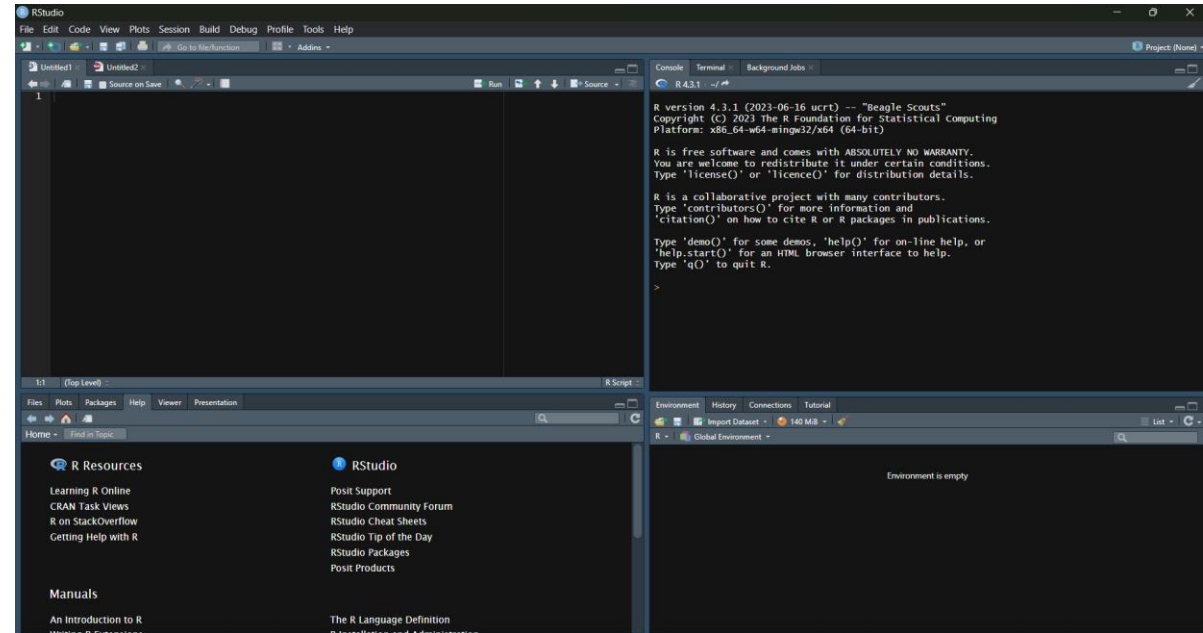 RStudio
File Edit Code View Plots Session Build Debug Profile Tools Help
Go to file/function Addins Project: (None)
Untitled1 Untitled2
Source on Save Run Source
1
1:1 (Top Level) R Script
Console Terminal Background Jobs
R 4.3.1 · ~/
R version 4.3.1 (2023-06-16 ucrt) -- "Beagle Scouts"
Copyright (C) 2023 The R Foundation for Statistical Computing
Platform: x86_64-w64-mingw32/x64 (64-bit)
R is free software and comes with ABSOLUTELY NO WARRANTY.
You are welcome to redistribute it under certain conditions.
Type 'license()' or 'licence()' for distribution details.
R is a collaborative project with many contributors.
Type 'contributors()' for more information and
'citation()' on how to cite R or R packages in publications.
Type 'demo()' for some demos, 'help()' for on-line help, or
'help.start()' for an HTML browser interface to help.
Type 'q()' to quit R.
>
Files Plots Packages Help Viewer Presentation
Home Find in Topic
R Resources
Learning R Online
CRAN Task Views
R on StackOverflow
Getting Help with R
RStudio
Posit Support
RStudio Community Forum
RStudio Cheat Sheets
RStudio Tip of the Day
RStudio Packages
Posit Products
Manuals
An Introduction to R
The R Language Definition
Writing R Extensions
R Installation and Administration
Environment History Connections Tutorial
Import Dataset 140 MiB List
R Global Environment
Environment is empty